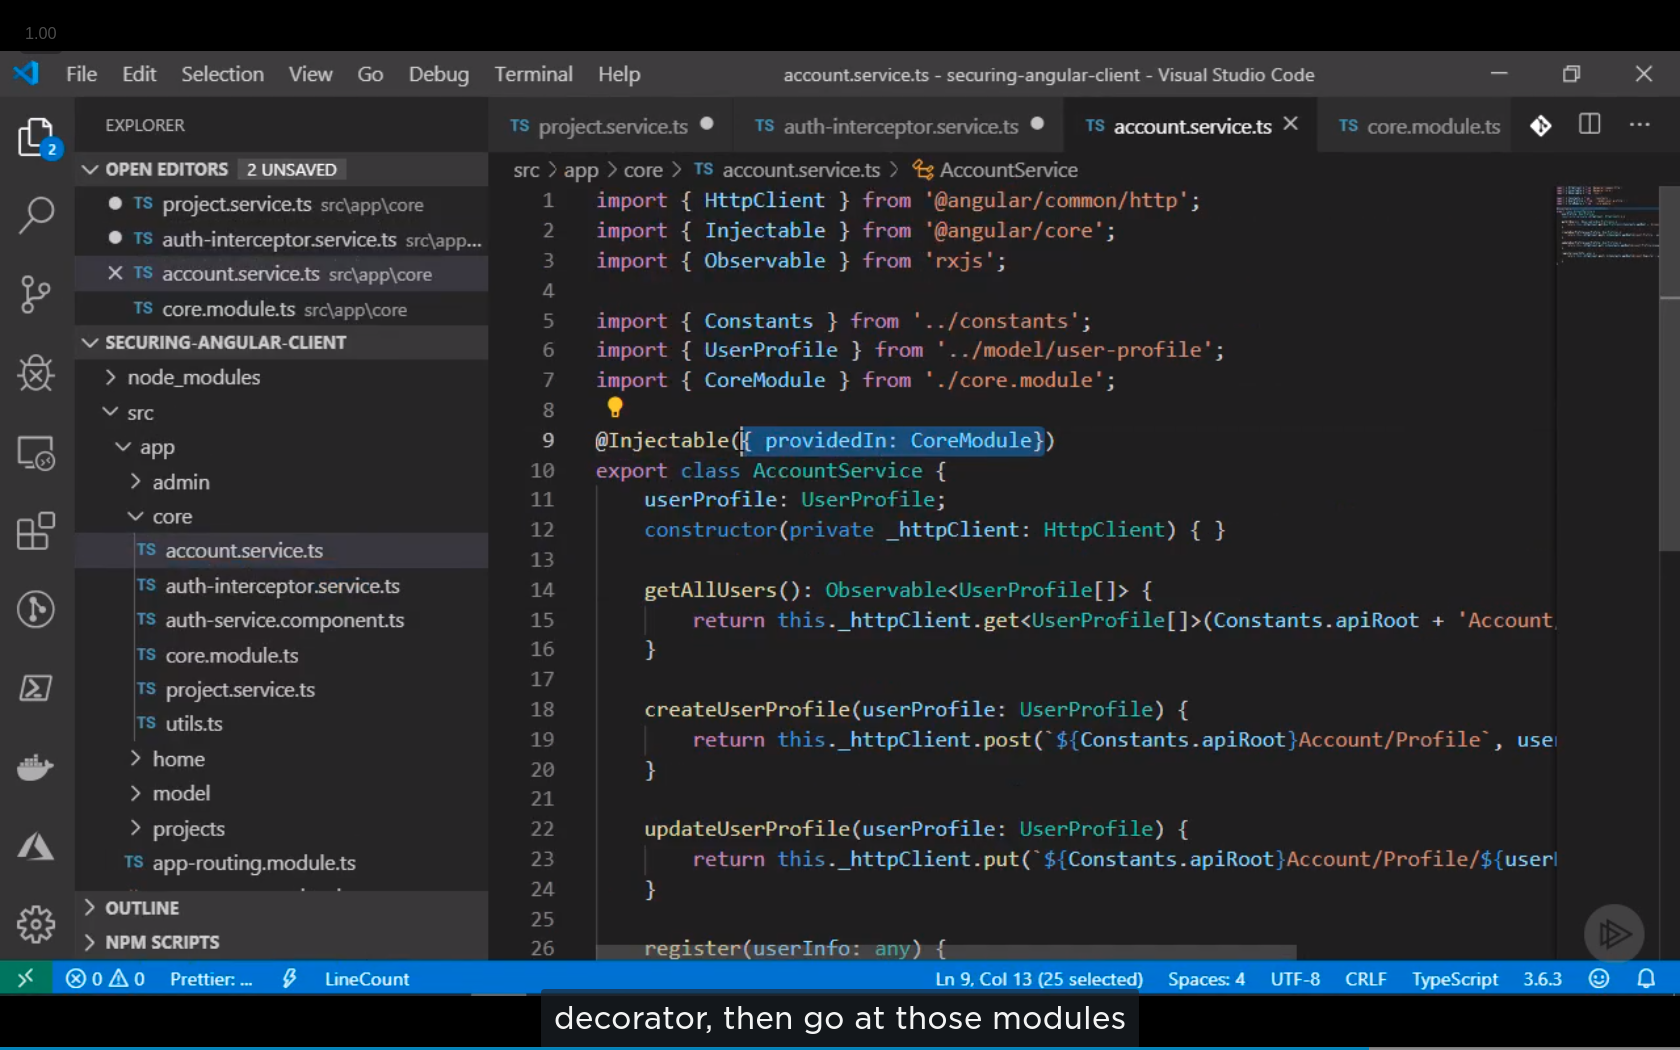 1.00
File Edit Selection View Go Debug Terminal Help
account.service.ts - securing-angular-client - Visual Studio Code
EXPLORER
2
OPEN EDITORS 2 UNSAVED
TS project.service.ts src\app\core
TS auth-interceptor.service.ts src\app...
TS account.service.ts src\app\core
TS core.module.ts src\app\core
SECURING-ANGULAR-CLIENT
node_modules
src
app
admin
core
TS account.service.ts
TS auth-interceptor.service.ts
TS auth-service.component.ts
TS core.module.ts
TS project.service.ts
TS utils.ts
home
model
projects
TS app-routing.module.ts
OUTLINE
NPM SCRIPTS
TS project.service.ts TS auth-interceptor.service.ts TS account.service.ts TS core.module.ts
src > app > core > TS account.service.ts > AccountService
1 import { HttpClient } from '@angular/common/http';
2 import { Injectable } from '@angular/core';
3 import { Observable } from 'rxjs';
4
5 import { Constants } from '../constants';
6 import { UserProfile } from '../model/user-profile';
7 import { CoreModule } from './core.module';
8
9 @Injectable({ providedIn: CoreModule})
10 export class AccountService {
11 userProfile: UserProfile;
12 constructor(private _httpClient: HttpClient) { }
13
14 getAllUsers(): Observable<UserProfile[]> {
15 return this._httpClient.get<UserProfile[]>(Constants.apiRoot + 'Account
16 }
17
18 createUserProfile(userProfile: UserProfile) {
19 return this._httpClient.post(`${Constants.apiRoot}Account/Profile`, use
20 }
21
22 updateUserProfile(userProfile: UserProfile) {
23 return this._httpClient.put(`${Constants.apiRoot}Account/Profile/${user
24 }
25
26 register(userInfo: any) {
0 0 Prettier: ... LineCount Ln 9, Col 13 (25 selected) Spaces: 4 UTF-8 CRLF TypeScript 3.6.3
decorator, then go at those modules